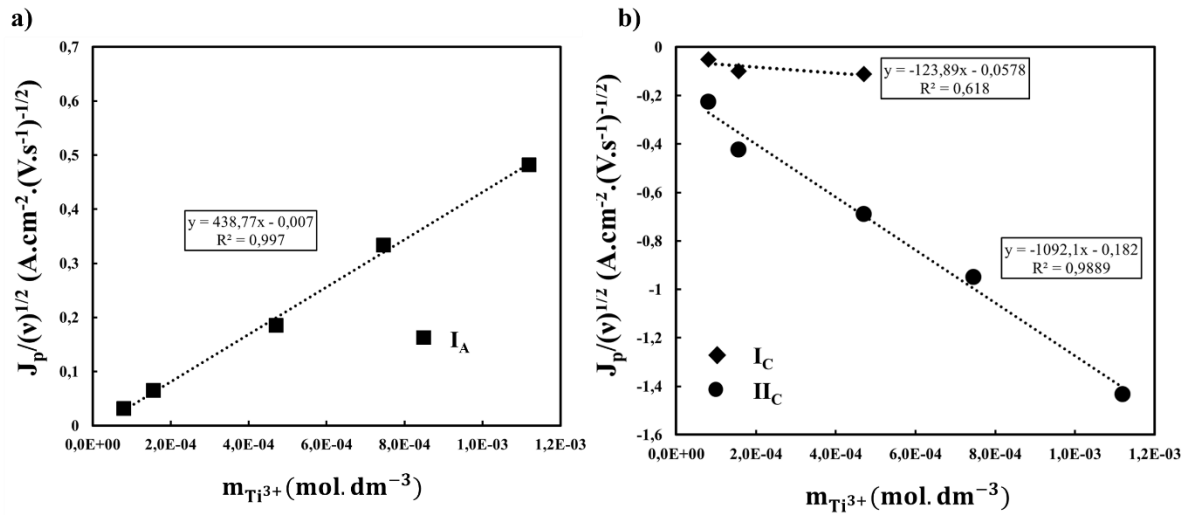 a)
J_p/(ν)^{1/2} (A.cm^{-2}.(V.s^{-1})^{-1/2})
0,7
0,6
0,5
0,4
0,3
0,2
0,1
0
y = 438,77x - 0,007
R² = 0,997
I_A
0,0E+00 2,0E-04 4,0E-04 6,0E-04 8,0E-04 1,0E-03 1,2E-03
m_{Ti^{3+}} (mol. dm^{-3})
b)
J_p/(ν)^{1/2} (A.cm^{-2}.(V.s^{-1})^{-1/2})
0
-0,2
-0,4
-0,6
-0,8
-1
-1,2
-1,4
-1,6
y = -123,89x - 0,0578
R² = 0,618
y = -1092,1x - 0,182
R² = 0,9889
I_C
II_C
0,0E+00 2,0E-04 4,0E-04 6,0E-04 8,0E-04 1,0E-03 1,2E-03
m_{Ti^{3+}} (mol. dm^{-3})